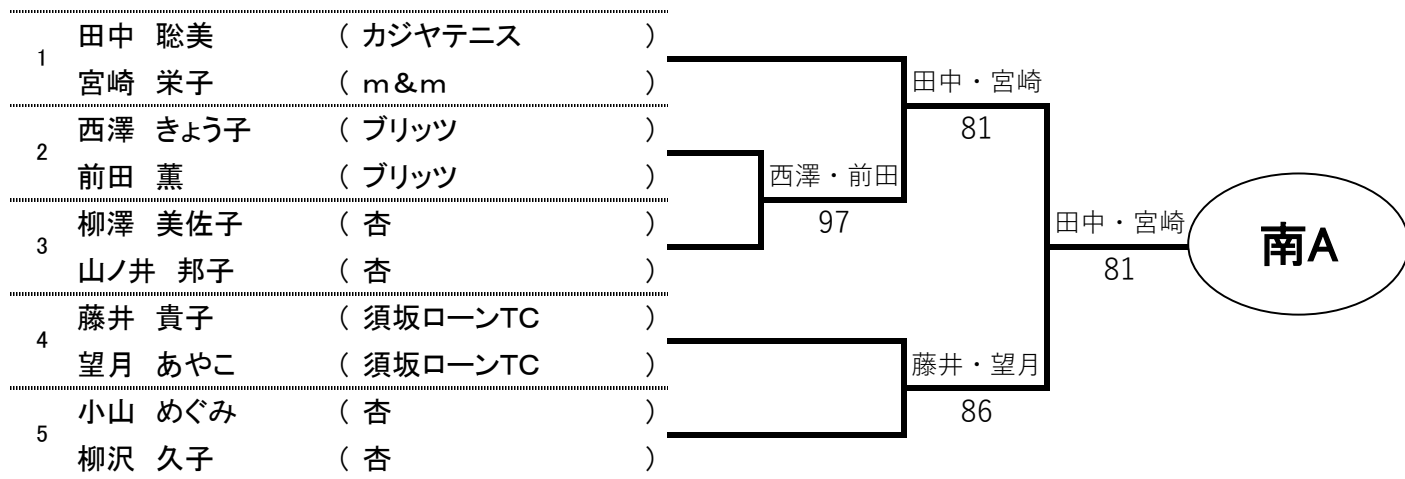 1
田中　聡美　（ カジヤテニス ）
宮崎　栄子　（ ｍ＆ｍ ）
2
西澤　きょう子　（ ブリッツ ）
前田　薫　（ ブリッツ ）
3
柳澤　美佐子　（ 杏 ）
山ノ井　邦子　（ 杏 ）
4
藤井　貴子　（ 須坂ローンTC ）
望月　あやこ　（ 須坂ローンTC ）
5
小山　めぐみ　（ 杏 ）
柳沢　久子　（ 杏 ）
西澤・前田
97
田中・宮崎
81
藤井・望月
86
田中・宮崎
81
南A